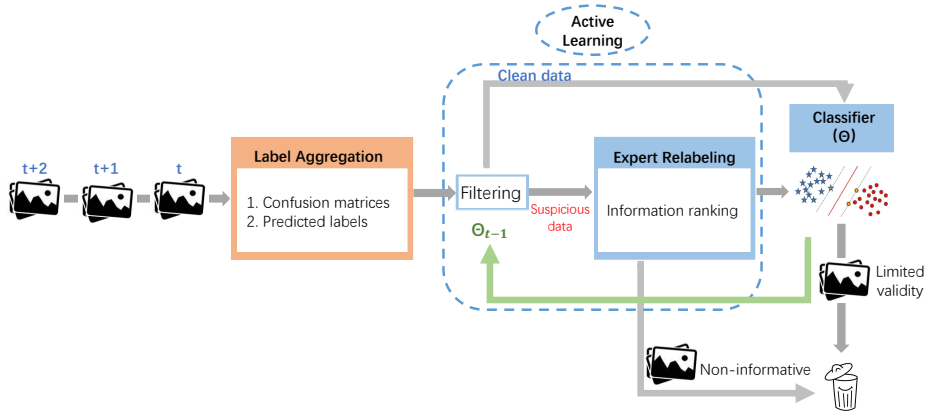 Active
Learning
Clean data
Classifier
(Θ)
t+2
t+1
t
Label Aggregation
1. Confusion matrices
2. Predicted labels
Filtering
Suspicious
data
Θt−1
Expert Relabeling
Information ranking
Limited
validity
Non-informative